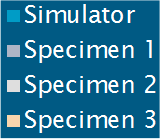 Simulator
Specimen 1
Specimen 2
Specimen 3